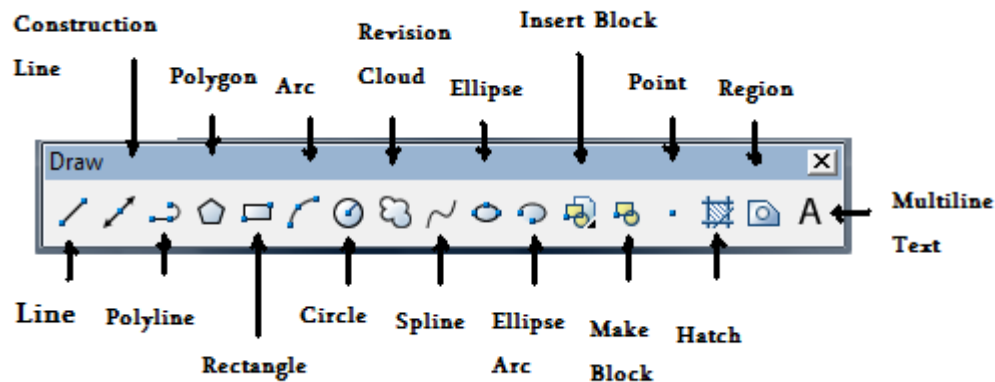 Construction
Line
Polygon
Arc
Revision
Cloud
Ellipse
Insert Block
Point
Region
Draw
A
Multiline
Text
Line
Polyline
Rectangle
Circle
Spline
Ellipse
Arc
Make
Block
Hatch